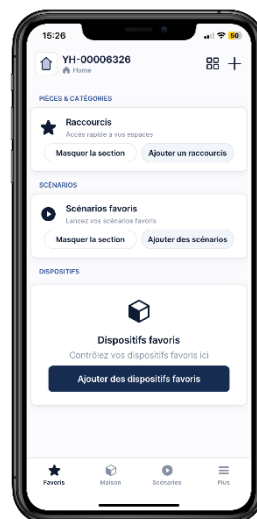 15:26
50
YH-00006326
Home
PIÈCES & CATÉGORIES
Raccourcis
Accès rapide à vos espaces
Masquer la section Ajouter un raccourcis
SCÉNARIOS
Scénarios favoris
Lancez vos scénarios favoris
Masquer la section Ajouter des scénarios
DISPOSITIFS
Dispositifs favoris
Contrôlez vos dispositifs favoris ici
Ajouter des dispositifs favoris
Favoris Maison Scénarios Plus